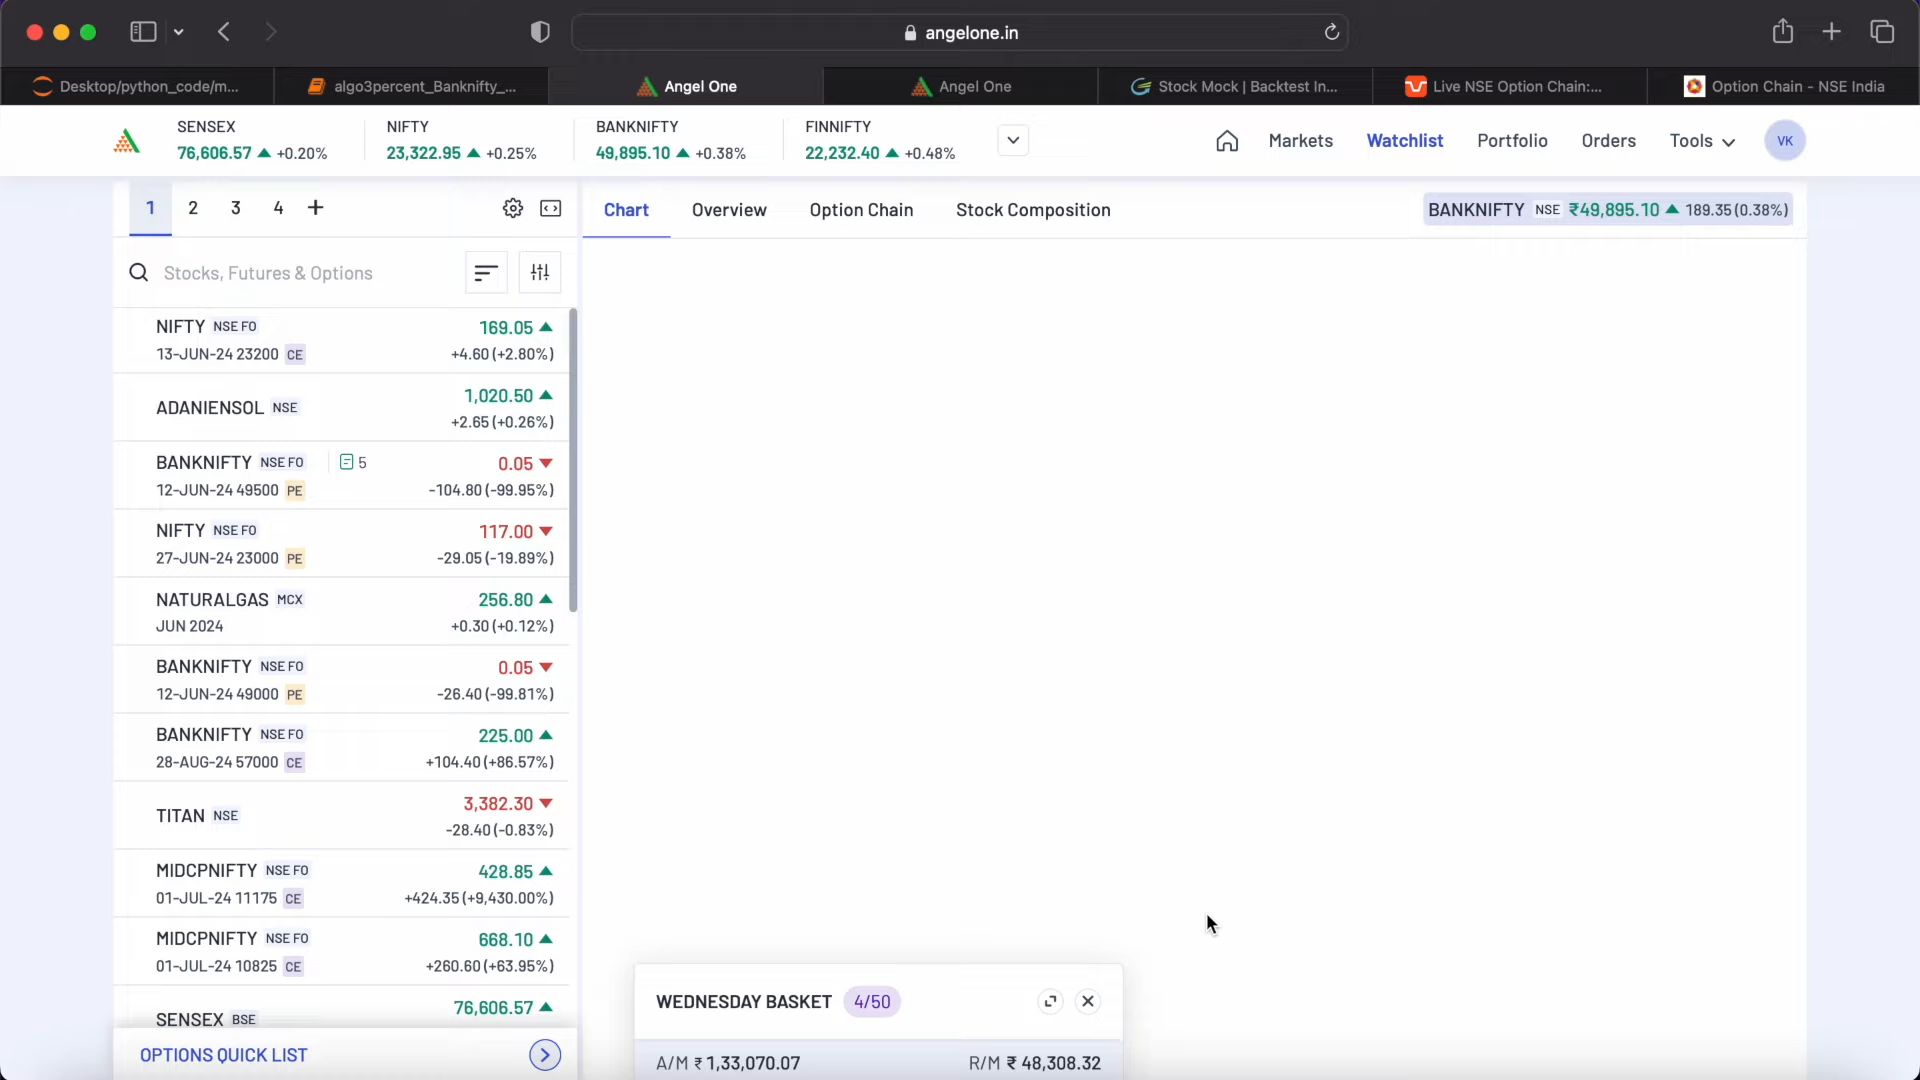 angelone.in
Desktop/python_code/m...
algo3percent_Banknifty_...
Angel One
Angel One
Stock Mock | Backtest In...
Live NSE Option Chain:...
Option Chain - NSE India
SENSEX
76,606.57 ▲ +0.20%
NIFTY
23,322.95 ▲ +0.25%
BANKNIFTY
49,895.10 ▲ +0.38%
FINNIFTY
22,232.40 ▲ +0.48%
Markets
Watchlist
Portfolio
Orders
Tools
VK
1 2 3 4 +
Chart
Overview
Option Chain
Stock Composition
BANKNIFTY NSE ₹49,895.10 ▲ 189.35(0.38%)
Stocks, Futures & Options
NIFTY NSE FO 169.05 ▲
13-JUN-24 23200 CE +4.60(+2.80%)
ADANIENSOL NSE 1,020.50 ▲
+2.65(+0.26%)
BANKNIFTY NSE FO 5 0.05 ▼
12-JUN-24 49500 PE -104.80(-99.95%)
NIFTY NSE FO 117.00 ▼
27-JUN-24 23000 PE -29.05(-19.89%)
NATURALGAS MCX 256.80 ▲
JUN 2024 +0.30(+0.12%)
BANKNIFTY NSE FO 0.05 ▼
12-JUN-24 49000 PE -26.40(-99.81%)
BANKNIFTY NSE FO 225.00 ▲
28-AUG-24 57000 CE +104.40(+86.57%)
TITAN NSE 3,382.30 ▼
-28.40(-0.83%)
MIDCPNIFTY NSE FO 428.85 ▲
01-JUL-24 11175 CE +424.35(+9,430.00%)
MIDCPNIFTY NSE FO 668.10 ▲
01-JUL-24 10825 CE +260.60(+63.95%)
SENSEX BSE 76,606.57 ▲
OPTIONS QUICK LIST
WEDNESDAY BASKET 4/50
A/M ₹ 1,33,070.07 R/M ₹ 48,308.32